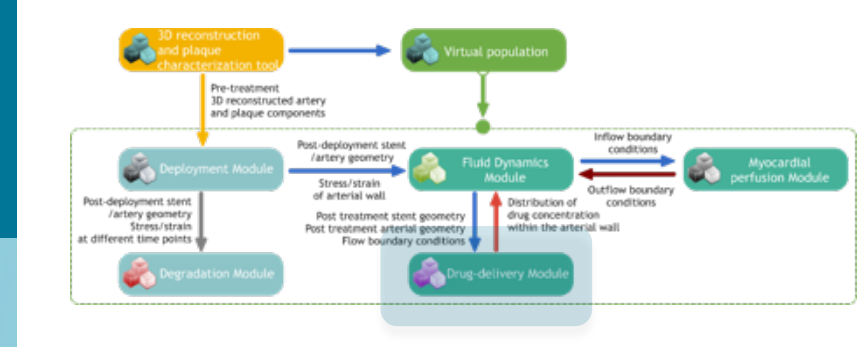 3D reconstruction
and plaque
characterization tool
Virtual population
Pre-treatment
3D reconstructed artery
and plaque components
Deployment Module
Post-deployment stent
/artery geometry
Stress/strain
of arterial wall
Fluid Dynamics
Module
Inflow boundary
conditions
Outflow boundary
conditions
Myocardial
perfusion Module
Post-deployment stent
/artery geometry
Stress/strain
at different time points
Post treatment stent geometry
Post treatment arterial geometry
Flow boundary conditions
Distribution of
drug concentration
within the arterial wall
Degradation Module
Drug-delivery Module